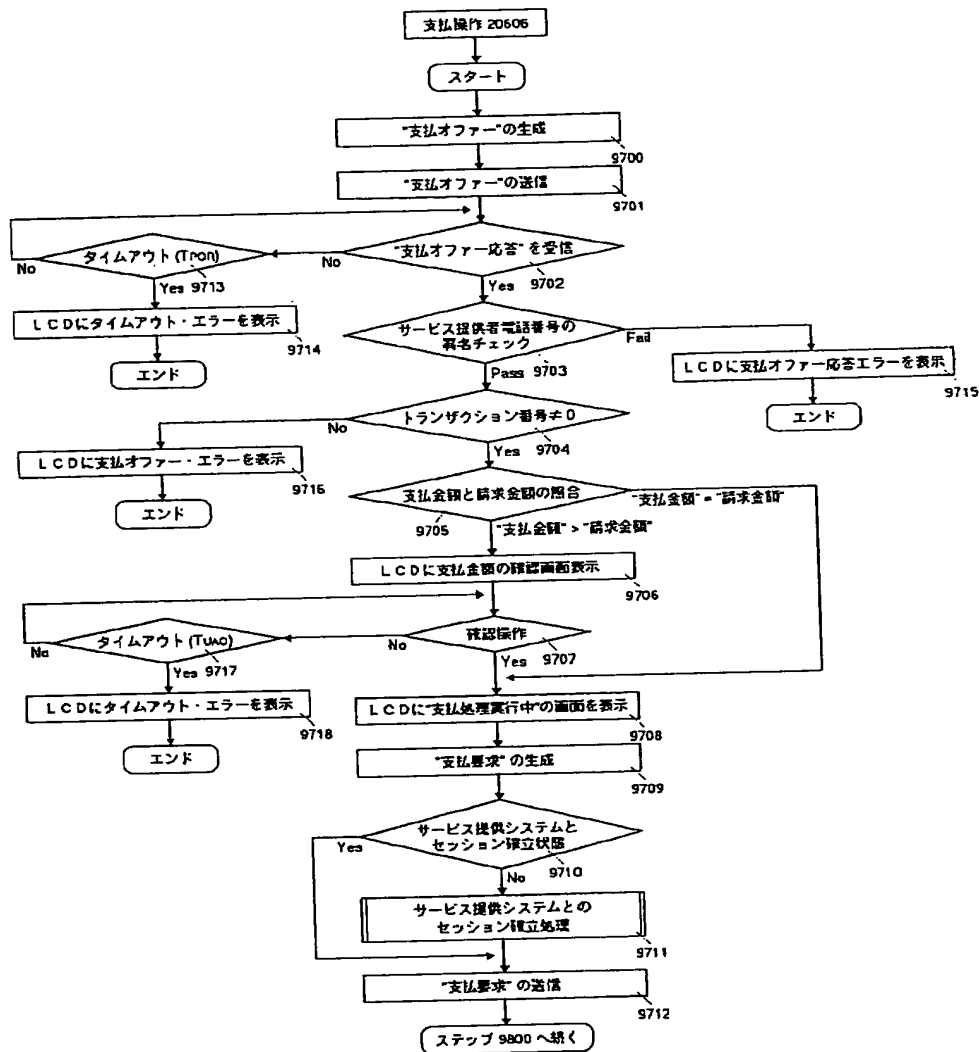 支払操作 20606
スタート
"支払オファー"の生成
9700
"支払オファー"の送信
9701
"支払オファー応答" を受信
9702
No
Yes
タイムアウト (TPOR)
9713
No
Yes
LCDにタイムアウト・エラーを表示
9714
エンド
サービス提供者電話番号の
署名チェック
9703
Fail
Pass
LCDに支払オファー応答エラーを表示
9715
エンド
トランザクション番号≠0
9704
No
Yes
LCDに支払オファー・エラーを表示
9716
エンド
支払金額と請求金額の照合
9705
"支払金額" = "請求金額"
"支払金額" > "請求金額"
LCDに支払金額の確認画面表示
9706
確認操作
9707
No
Yes
タイムアウト (TUAO)
9717
No
Yes
LCDにタイムアウト・エラーを表示
9718
エンド
LCDに"支払処理実行中"の画面を表示
9708
"支払要求" の生成
9709
サービス提供システムと
セッション確立状態
9710
Yes
No
サービス提供システムとの
セッション確立処理
9711
"支払要求" の送信
9712
ステップ 9800 へ続く